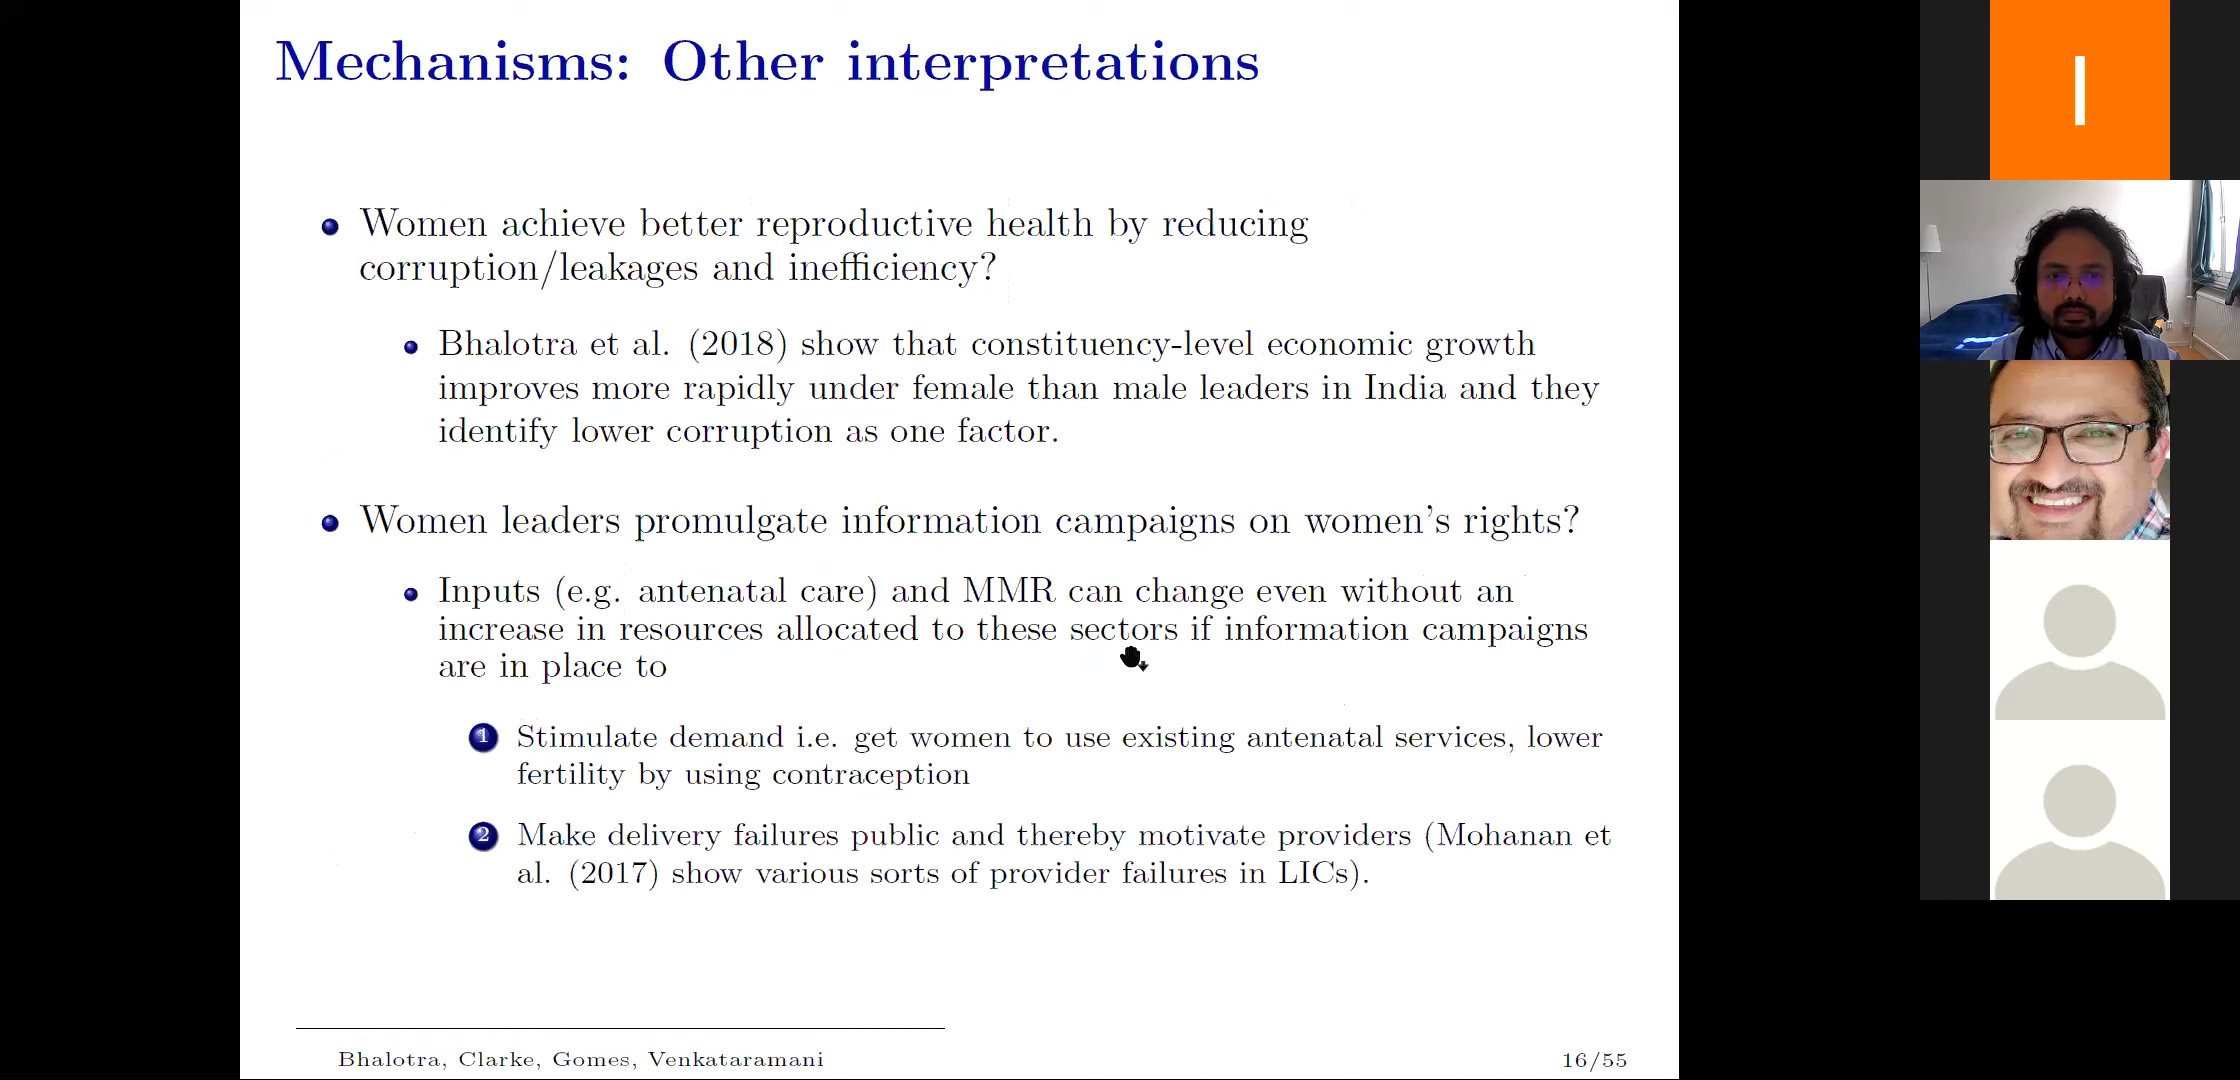 Mechanisms: Other interpretations
Women achieve better reproductive health by reducing
corruption/leakages and inefficiency?
Bhalotra et al. (2018) show that constituency-level economic growth
improves more rapidly under female than male leaders in India and they
identify lower corruption as one factor.
Women leaders promulgate information campaigns on women's rights?
Inputs (e.g. antenatal care) and MMR can change even without an
increase in resources allocated to these sectors if information campaigns
are in place to
1 Stimulate demand i.e. get women to use existing antenatal services, lower
fertility by using contraception
2 Make delivery failures public and thereby motivate providers (Mohanan et
al. (2017) show various sorts of provider failures in LICs).
Bhalotra, Clarke, Gomes, Venkataramani
16/55
I